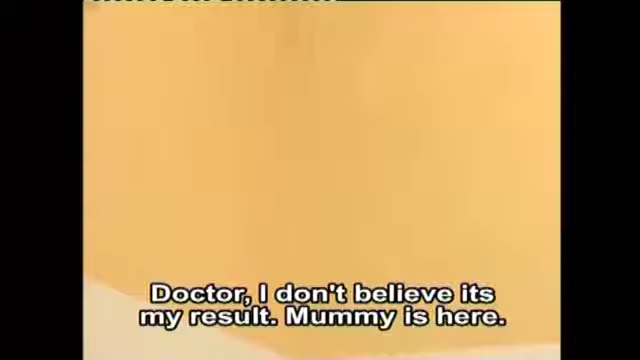 Doctor, I don't believe its
my result. Mummy is here.